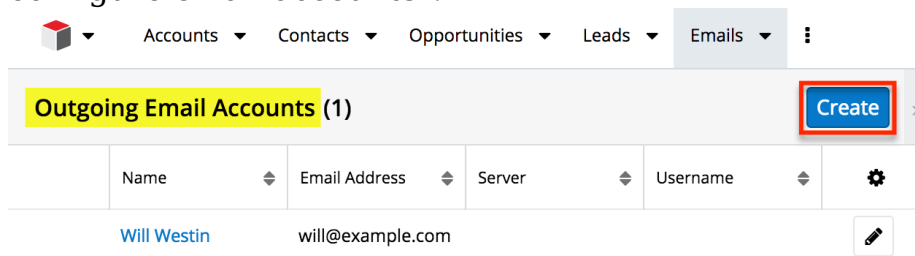 Accounts Contacts Opportunities Leads Emails
Outgoing Email Accounts (1) Create
Name Email Address Server Username
Will Westin will@example.com